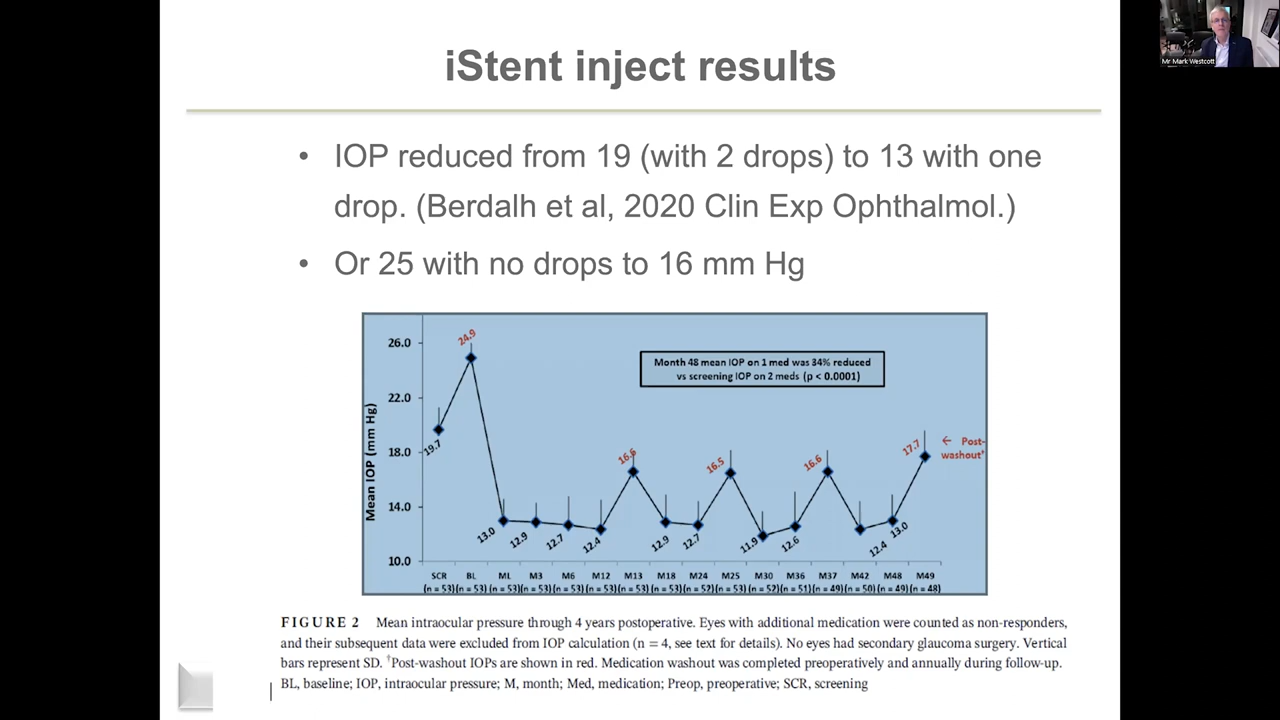 iStent inject results
• IOP reduced from 19 (with 2 drops) to 13 with one
drop. (Berdalh et al, 2020 Clin Exp Ophthalmol.)
• Or 25 with no drops to 16 mm Hg
Mean IOP (mm Hg)
26.0
22.0
18.0
14.0
10.0
Month 48 mean IOP on 1 med was 34% reduced
vs screening IOP on 2 meds (p < 0.0001)
19.7
24.9
13.0
12.9
12.7
12.4
16.6
12.9
12.7
16.5
11.9
12.6
16.6
12.4
13.0
17.7
← Post-
washout†
SCR BL M1 M3 M6 M12 M13 M18 M24 M25 M30 M36 M37 M42 M48 M49
(n = 53) (n = 53) (n = 53) (n = 53) (n = 53) (n = 53) (n = 53) (n = 53) (n = 52) (n = 53) (n = 52) (n = 51) (n = 49) (n = 50) (n = 49) (n = 48)
FIGURE 2 Mean intraocular pressure through 4 years postoperative. Eyes with additional medication were counted as non-responders,
and their subsequent data were excluded from IOP calculation (n = 4, see text for details). No eyes had secondary glaucoma surgery. Vertical
bars represent SD. †Post-washout IOPs are shown in red. Medication washout was completed preoperatively and annually during follow-up.
BL, baseline; IOP, intraocular pressure; M, month; Med, medication; Preop, preoperative; SCR, screening
Mr Mark Westcott